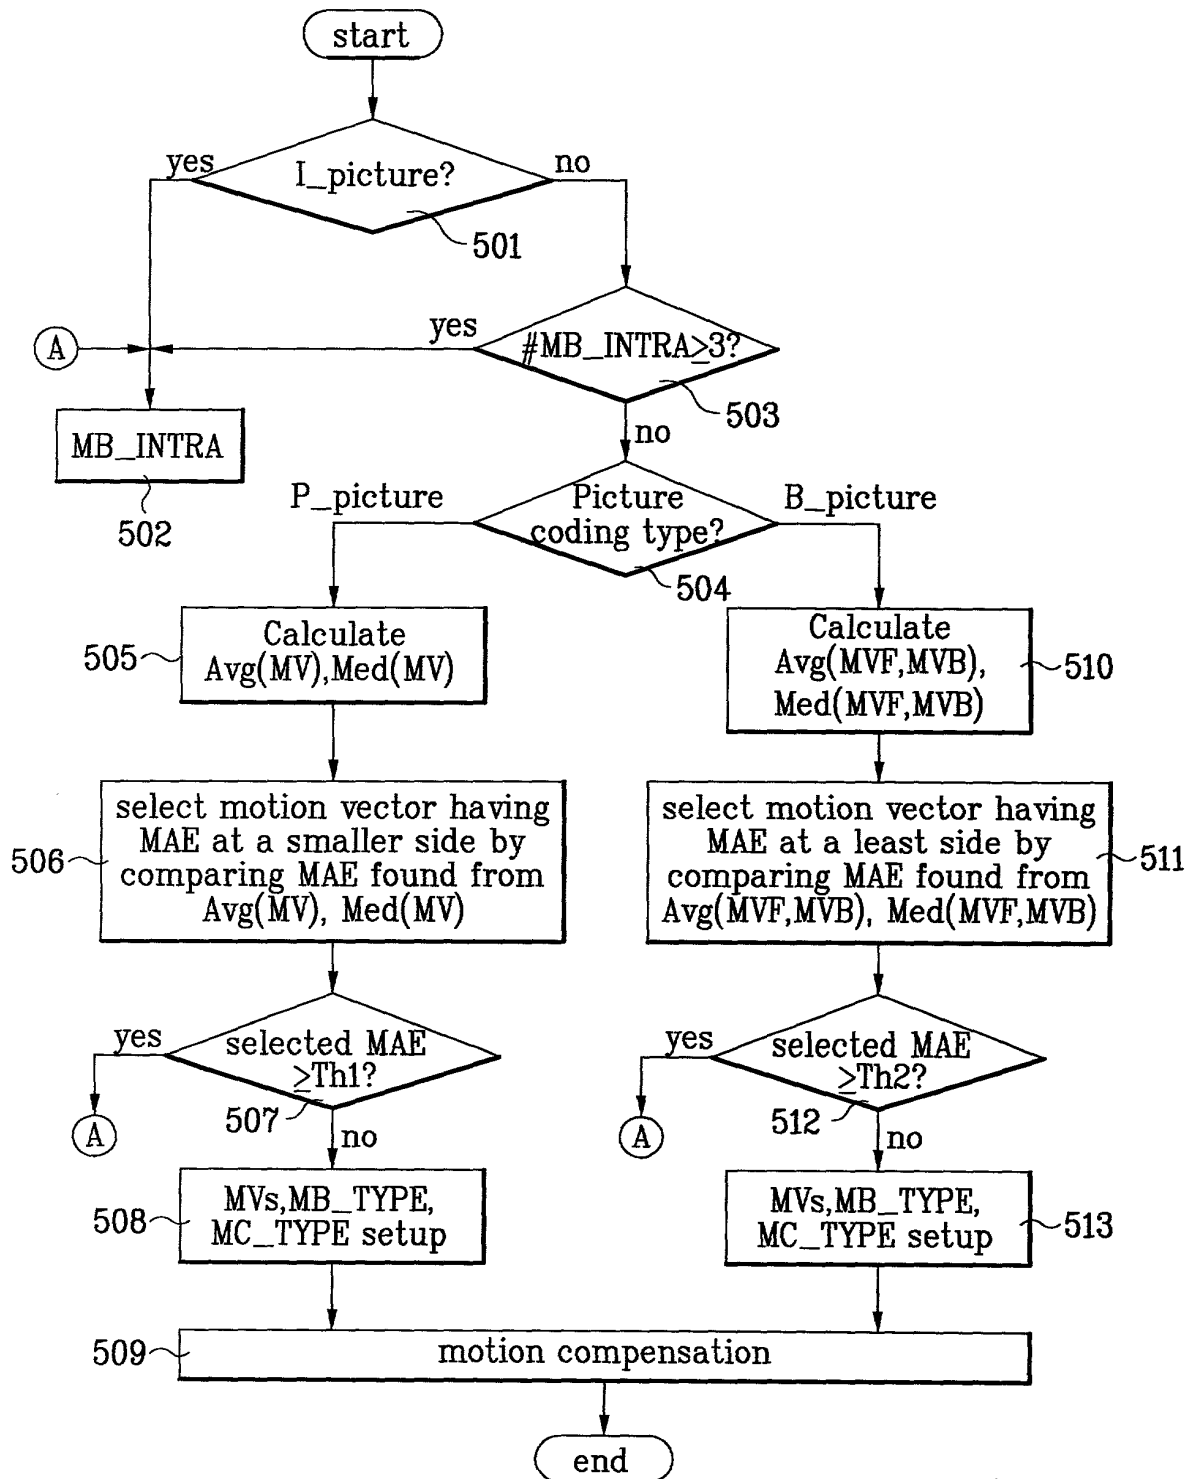 start
yes
I_picture?
no
501
A
yes
#MB_INTRA≥3?
503
MB_INTRA
502
no
P_picture
Picture
coding type?
B_picture
504
505
Calculate
Avg(MV),Med(MV)
Calculate
Avg(MVF,MVB),
Med(MVF,MVB)
510
506
select motion vector having
MAE at a smaller side by
comparing MAE found from
Avg(MV), Med(MV)
select motion vector having
MAE at a least side by
comparing MAE found from
Avg(MVF,MVB), Med(MVF,MVB)
511
yes
selected MAE
≥Th1?
507
A
no
yes
selected MAE
≥Th2?
512
A
no
508
MVs,MB_TYPE,
MC_TYPE setup
MVs,MB_TYPE,
MC_TYPE setup
513
509
motion compensation
end